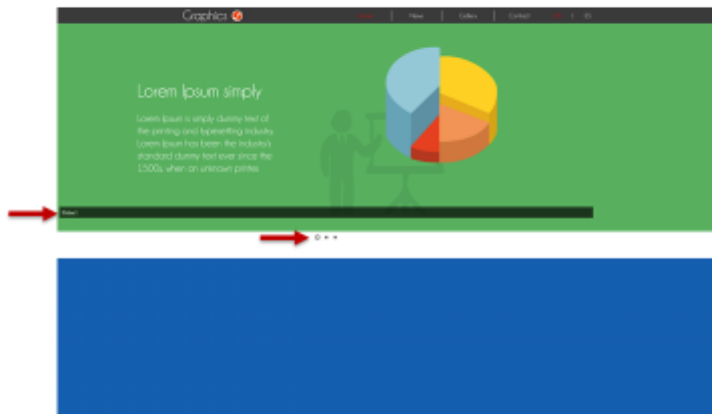 Graphics
News
Gallery
Contact
ES
Lorem Ipsum simply
Lorem Ipsum is simply dummy text of
the printing and typesetting industry.
Lorem Ipsum has been the industry's
standard dummy text ever since the
1500s, when an unknown printer